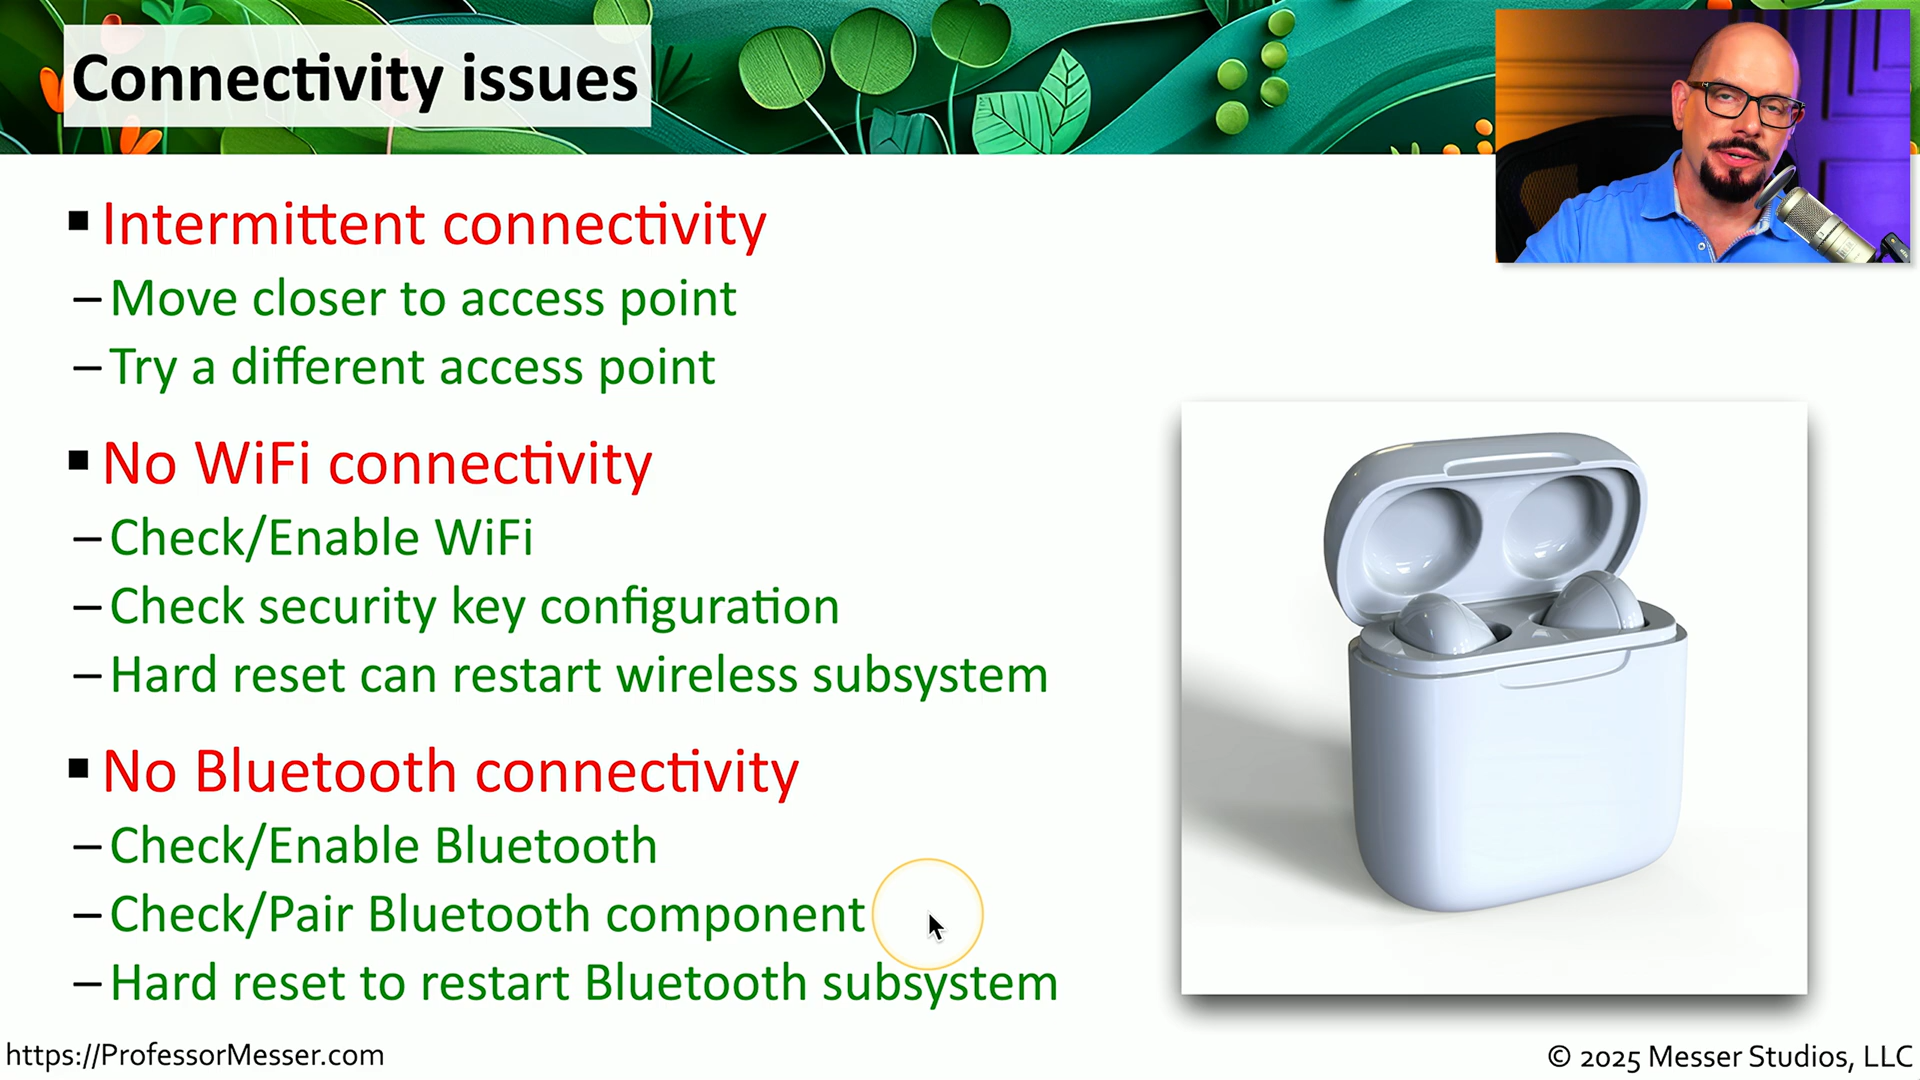 Connectivity issues
▪ Intermittent connectivity
– Move closer to access point
– Try a different access point
▪ No WiFi connectivity
– Check/Enable WiFi
– Check security key configuration
– Hard reset can restart wireless subsystem
▪ No Bluetooth connectivity
– Check/Enable Bluetooth
– Check/Pair Bluetooth component
– Hard reset to restart Bluetooth subsystem
https://ProfessorMesser.com
© 2025 Messer Studios, LLC